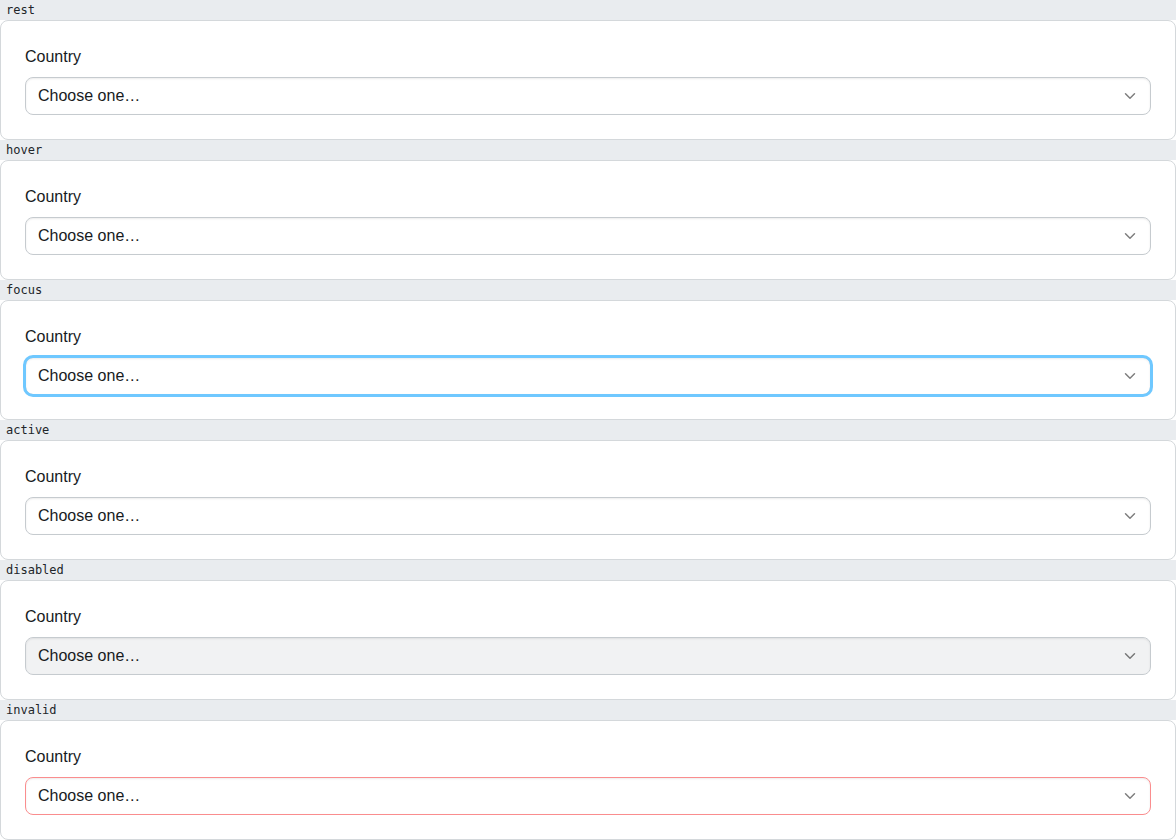 rest
Country
Choose one…
hover
Country
Choose one…
focus
Country
Choose one…
active
Country
Choose one…
disabled
Country
Choose one…
invalid
Country
Choose one…